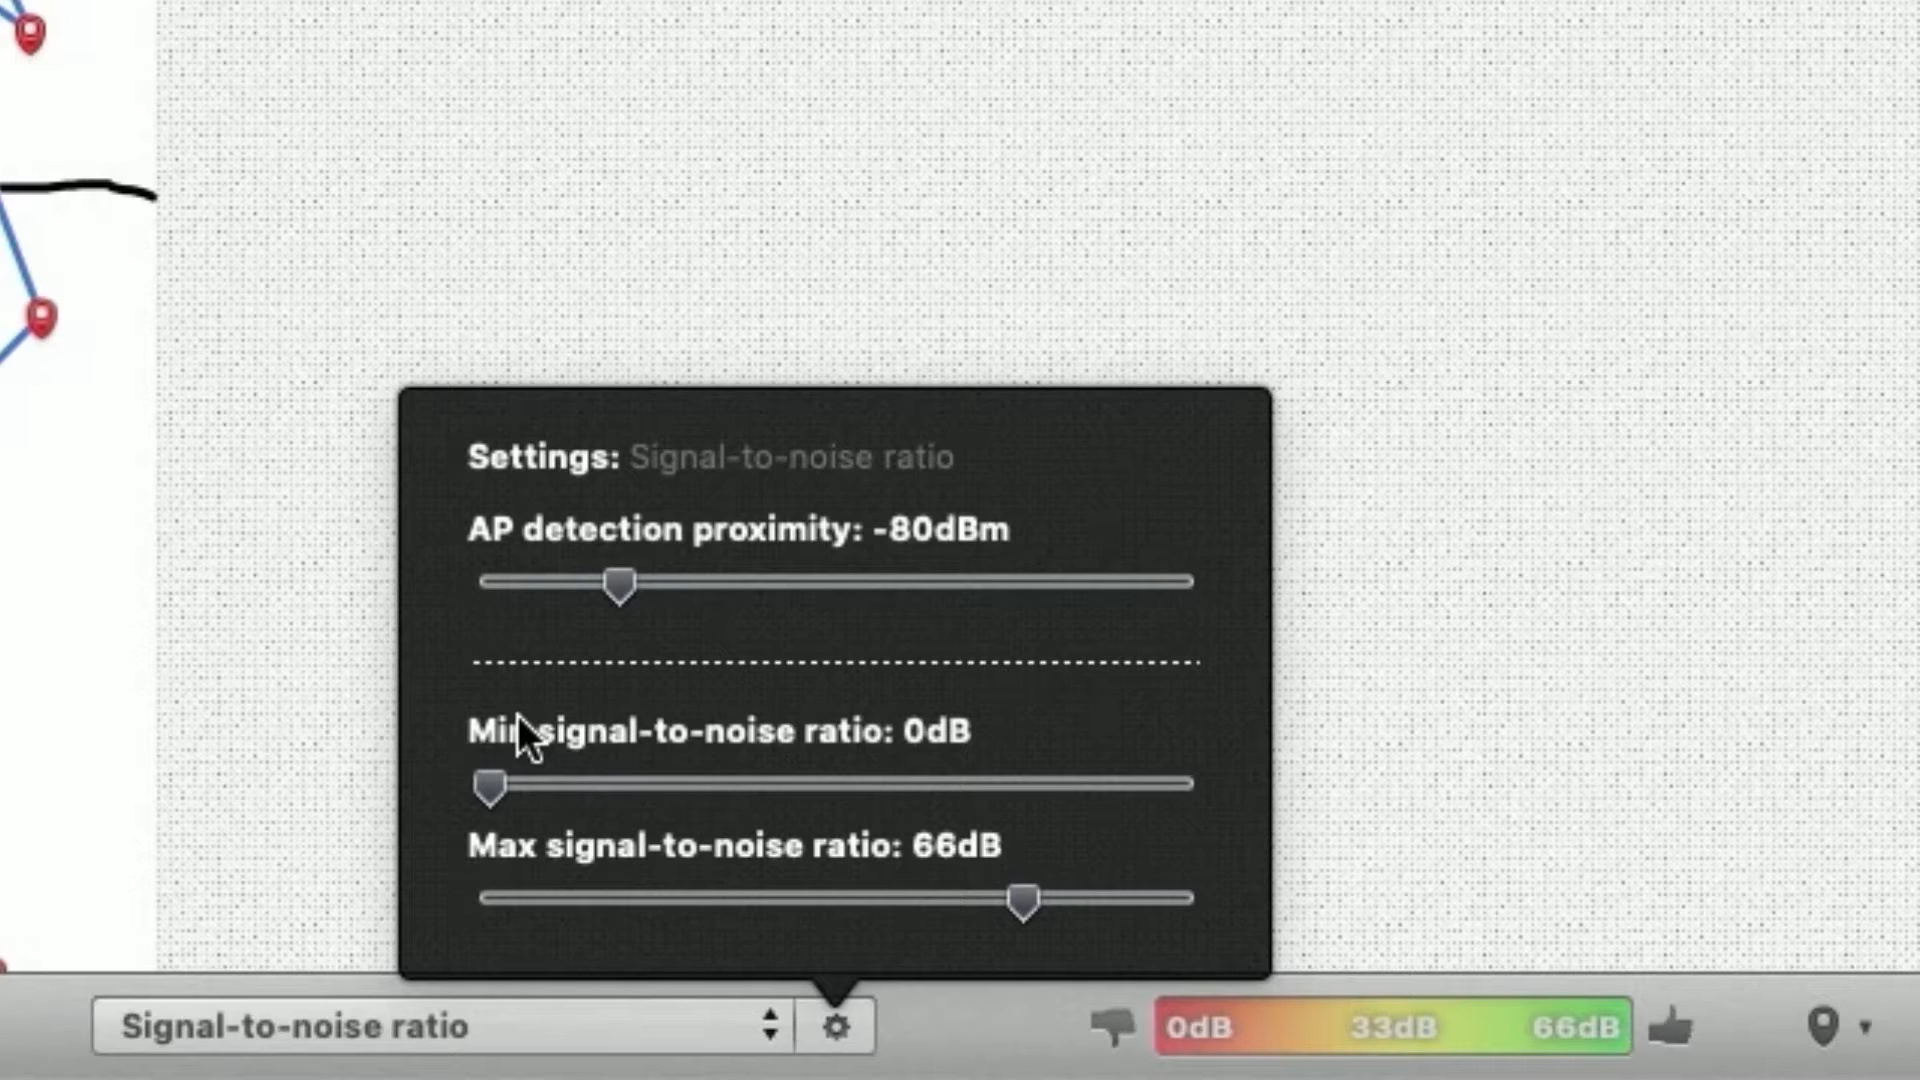 Settings: Signal-to-noise ratio
AP detection proximity: -80dBm
Min signal-to-noise ratio: 0dB
Max signal-to-noise ratio: 66dB
Signal-to-noise ratio
0dB 33dB 66dB